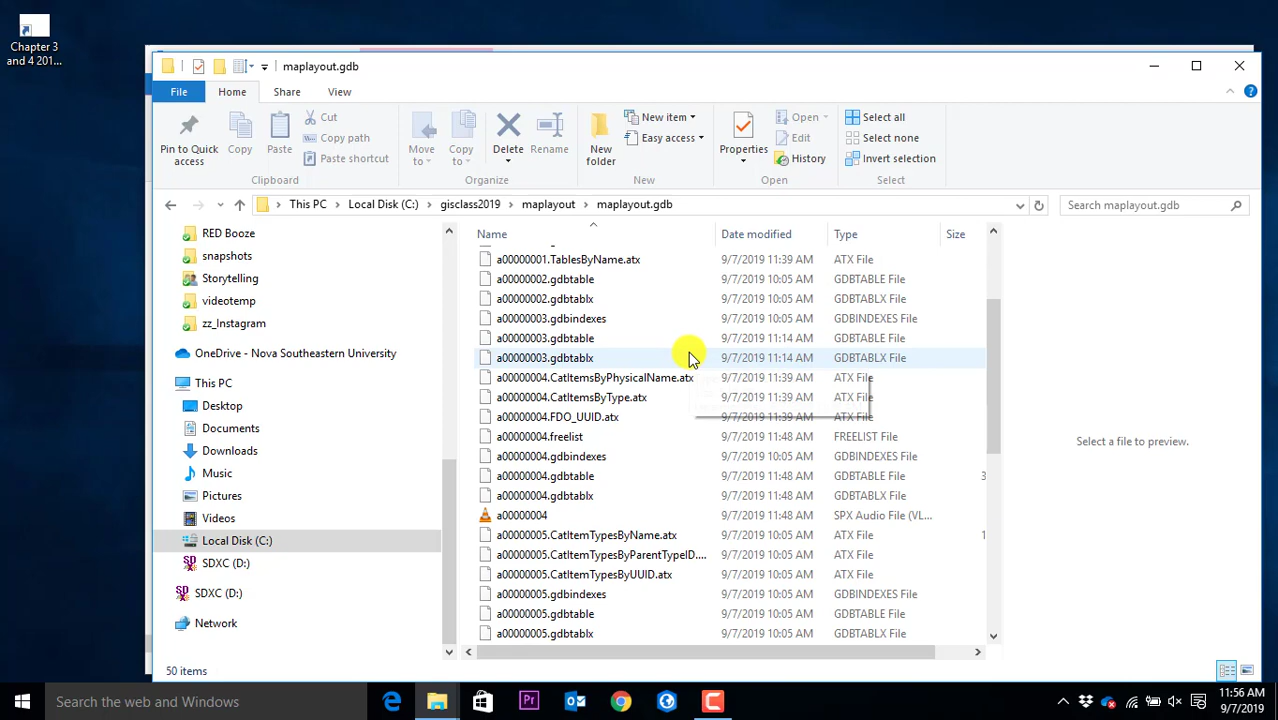 Chapter 3
and 4 201...
maplayout.gdb
File
Home
Share
View
Pin to Quick
access
Copy
Paste
Cut
Copy path
Paste shortcut
Clipboard
Move
to
Copy
to
Delete
Rename
Organize
New
folder
New item
Easy access
New
Properties
Open
Edit
History
Open
Select all
Select none
Invert selection
Select
This PC
Local Disk (C:)
gisclass2019
maplayout
maplayout.gdb
Search maplayout.gdb
RED Booze
snapshots
Storytelling
videotemp
zz_Instagram
OneDrive - Nova Southeastern University
This PC
Desktop
Documents
Downloads
Music
Pictures
Videos
Local Disk (C:)
SDXC (D:)
SDXC (D:)
Network
Name Date modified Type Size
a00000001.TablesByName.atx 9/7/2019 11:39 AM ATX File
a00000002.gdbtable 9/7/2019 10:05 AM GDBTABLE File
a00000002.gdbtablx 9/7/2019 10:05 AM GDBTABLX File
a00000003.gdbindexes 9/7/2019 10:05 AM GDBINDEXES File
a00000003.gdbtable 9/7/2019 11:14 AM GDBTABLE File
a00000003.gdbtablx 9/7/2019 11:14 AM GDBTABLX File
a00000004.CatItemsByPhysicalName.atx 9/7/2019 11:39 AM ATX File
a00000004.CatItemsByType.atx 9/7/2019 11:39 AM ATX File
a00000004.FDO_UUID.atx 9/7/2019 11:39 AM ATX File
a00000004.freelist 9/7/2019 11:48 AM FREELIST File
a00000004.gdbindexes 9/7/2019 10:05 AM GDBINDEXES File
a00000004.gdbtable 9/7/2019 11:48 AM GDBTABLE File 3
a00000004.gdbtablx 9/7/2019 11:48 AM GDBTABLX File
a00000004 9/7/2019 11:48 AM SPX Audio File (VL...
a00000005.CatItemTypesByName.atx 9/7/2019 10:05 AM ATX File 1
a00000005.CatItemTypesByParentTypeID.... 9/7/2019 10:05 AM ATX File
a00000005.CatItemTypesByUUID.atx 9/7/2019 10:05 AM ATX File
a00000005.gdbindexes 9/7/2019 10:05 AM GDBINDEXES File
a00000005.gdbtable 9/7/2019 10:05 AM GDBTABLE File
a00000005.gdbtablx 9/7/2019 10:05 AM GDBTABLX File
Select a file to preview.
50 items
Search the web and Windows
11:56 AM
9/7/2019